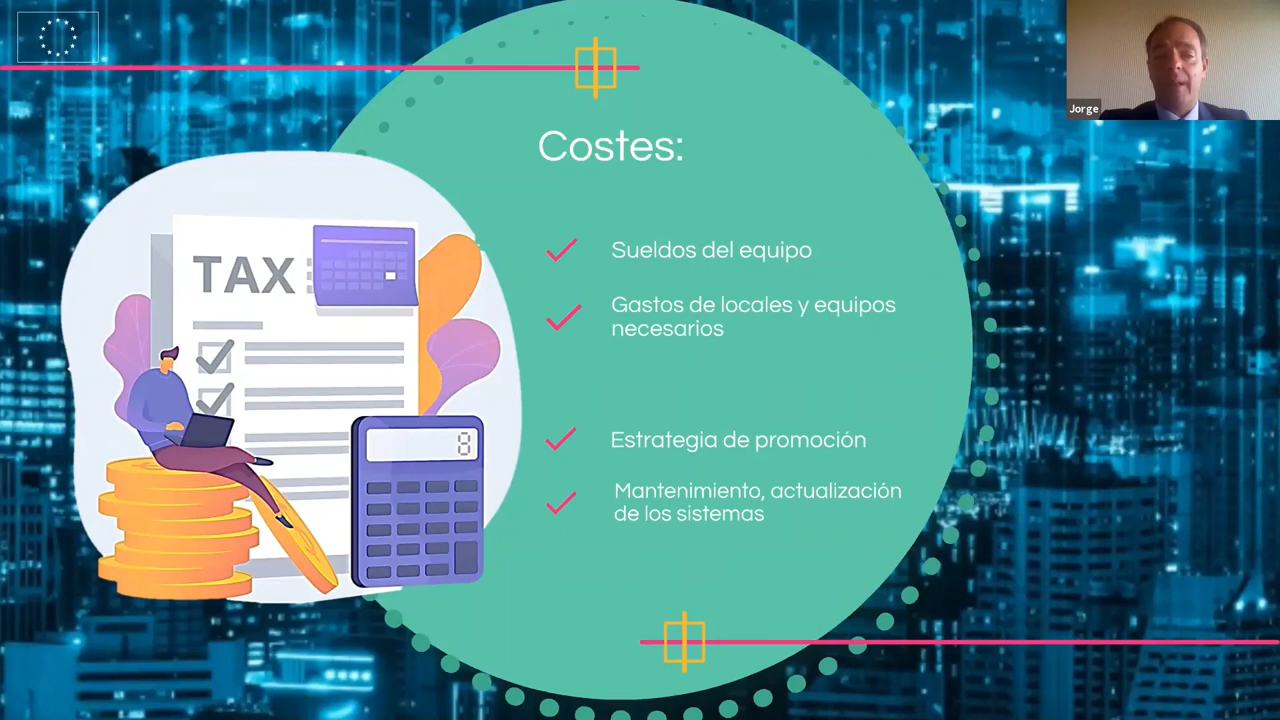 Jorge
Costes:
TAX
Sueldos del equipo
Gastos de locales y equipos
necesarios
8
Estrategia de promoción
Mantenimiento, actualización
de los sistemas